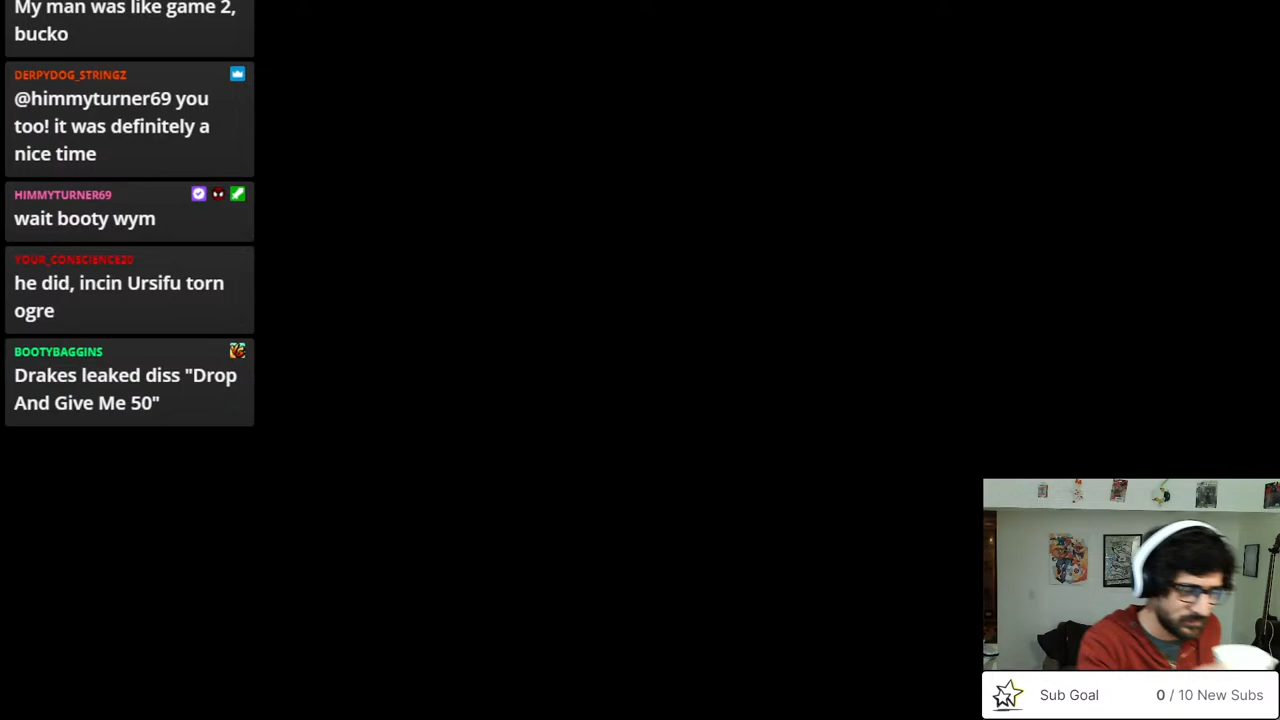 My man was like game 2,
bucko
DERPYDOG_STRINGZ
@himmyturner69 you
too! it was definitely a
nice time
HIMMYTURNER69
wait booty wym
YOUR_CONSCIENCE20
he did, incin Ursifu torn
ogre
BOOTYBAGGINS
Drakes leaked diss "Drop
And Give Me 50"
Sub Goal 0 / 10 New Subs